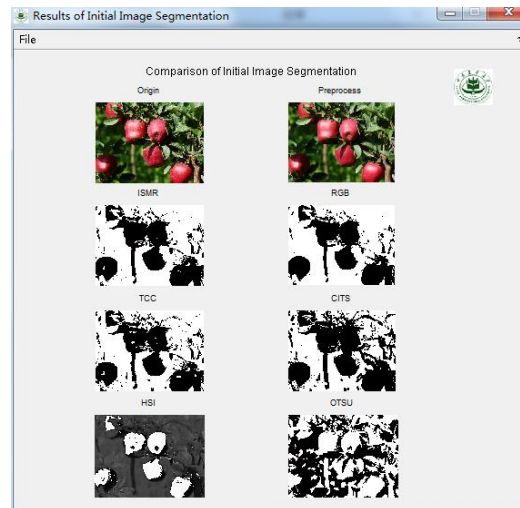 Results of Initial Image Segmentation
File
Comparison of Initial Image Segmentation
Origin
Preprocess
ISMR
RGB
TCC
CITS
HSI
OTSU